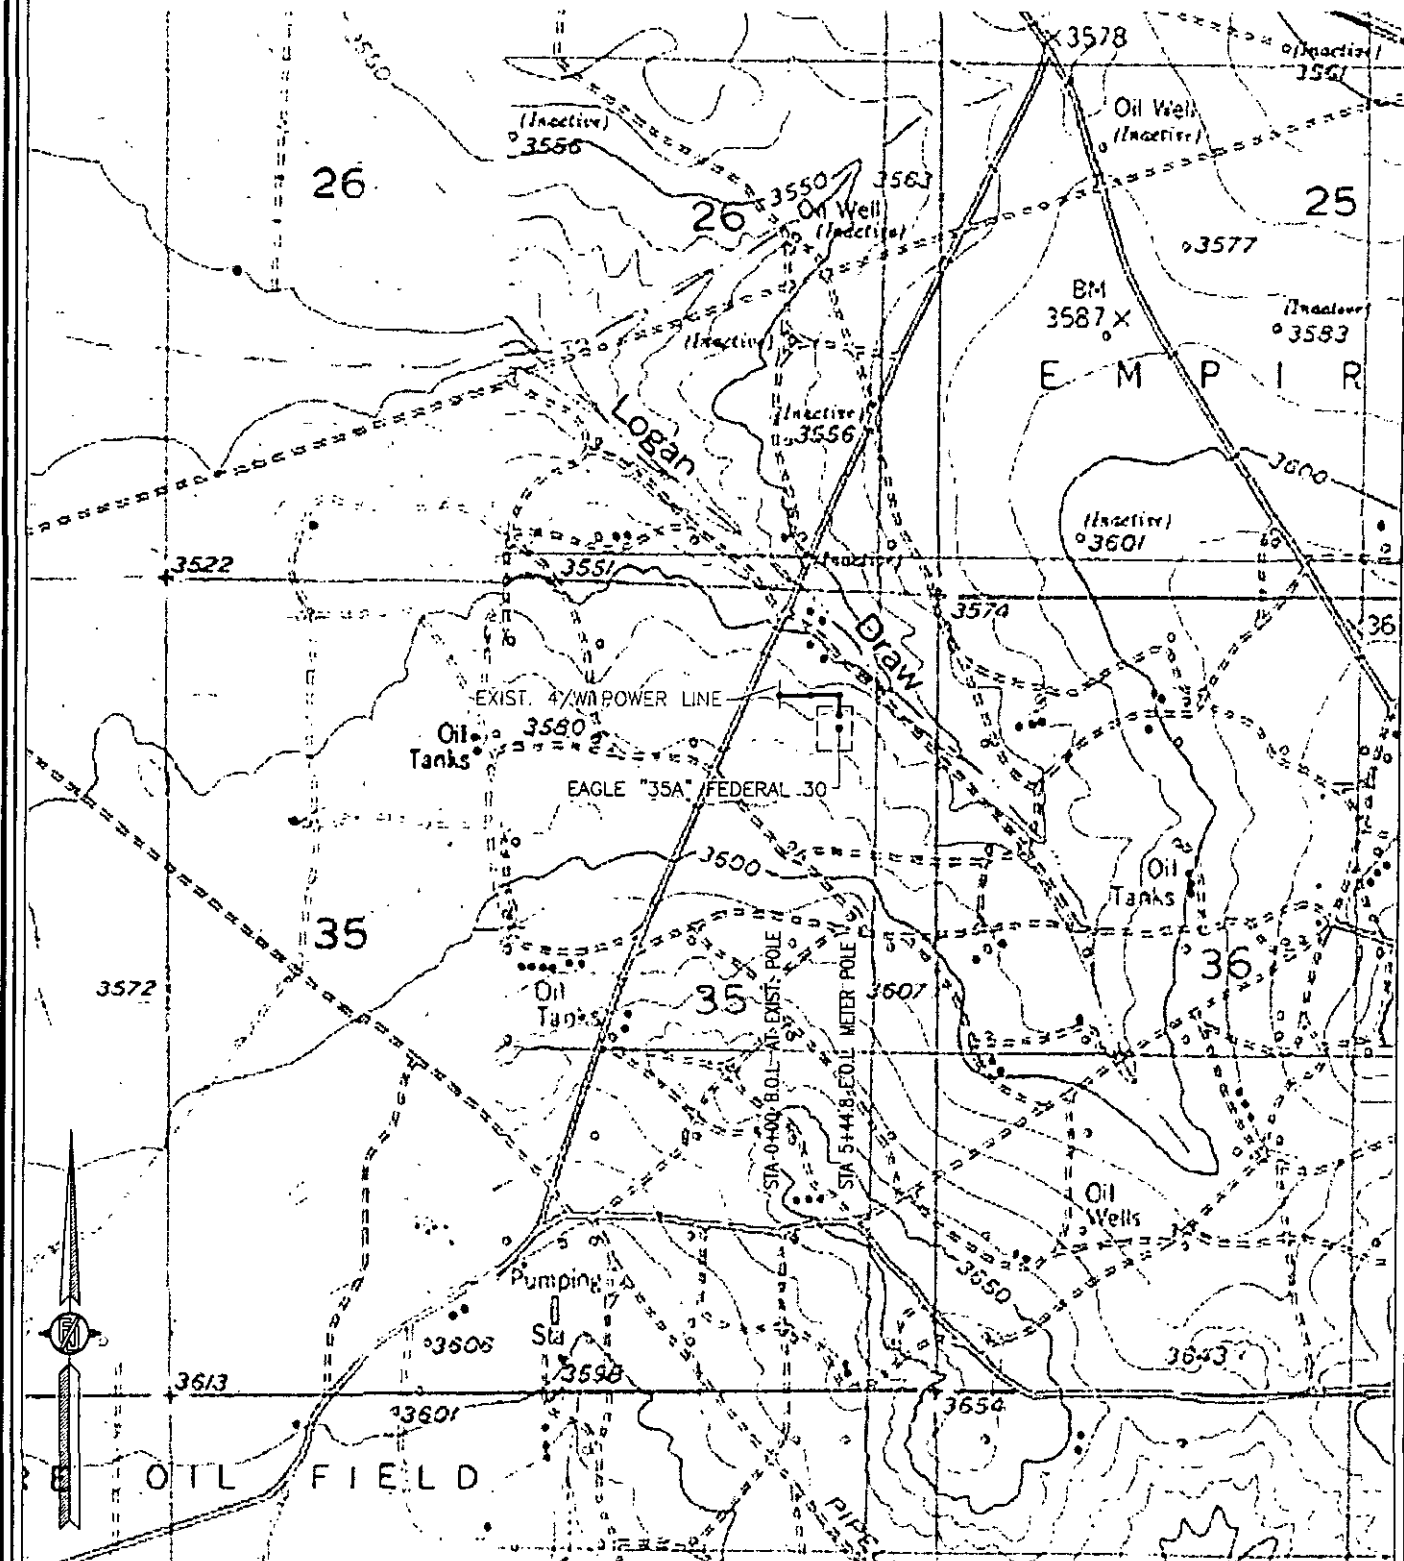 3550
3578
(Inactive)
3561
(Inactive)
3556
Oil Well
(Inactive)
26
3550
3563
25
26
Oil Well
(Inactive)
3577
BM
3587
(Inactive)
3583
(Inactive)
E M P I R
Logan
(Inactive)
3556
3600
(Inactive)
3601
3522
3551
(Inactive)
3574
Draw
36
EXIST. 4/W POWER LINE
3580
Oil
Tanks
EAGLE "35A" FEDERAL 30
3600
Oil
Tanks
35
36
3572
Oil
Tanks
35
3607
STA 0+00 B.O.L. AT EXIST. POLE
STA 5+44.8 E.O.L. METER POLE
Oil
Wells
Pumping
Sta
3650
3606
3643
3613
3598
3601
3654
E OIL FIELD